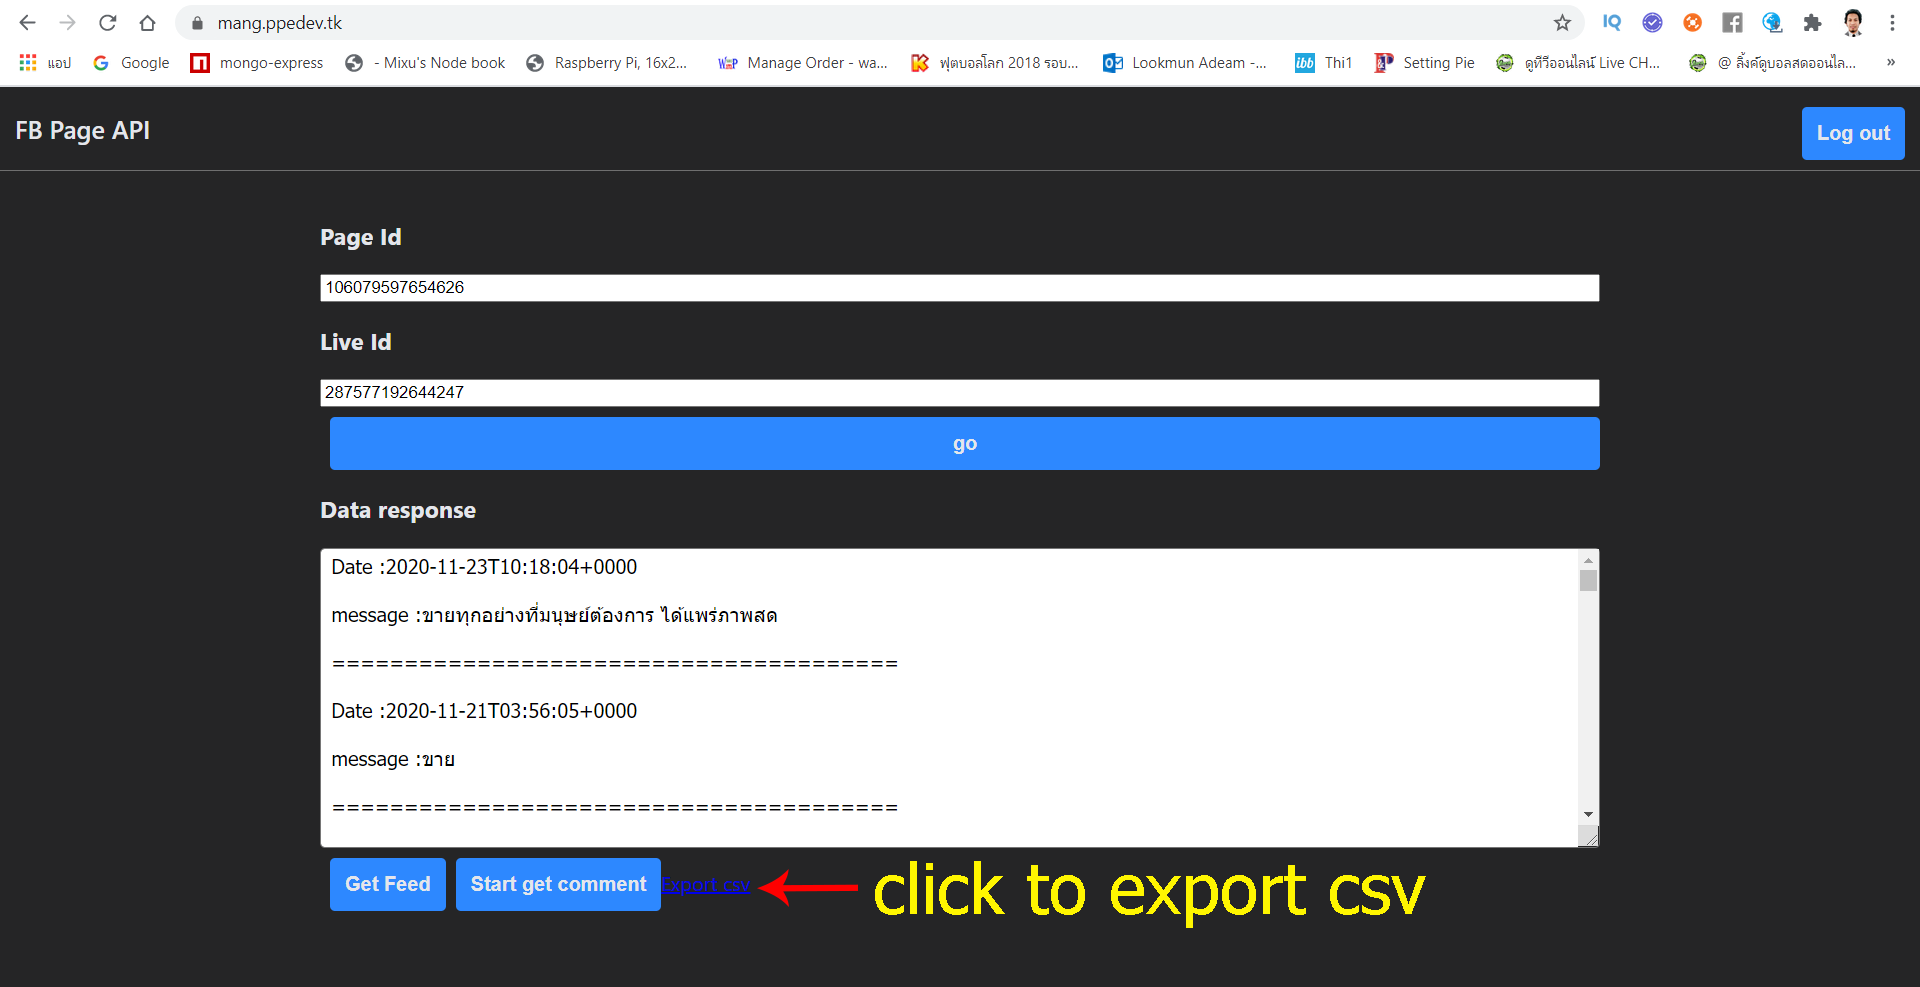 mang.ppedev.tk
แอป Google mongo-express - Mixu's Node book Raspberry Pi, 16x2... Manage Order - wa... ฟุตบอลโลก 2018 รอบ... Lookmun Adeam -... Thi1 Setting Pie ดูทีวีออนไลน์ Live CH... @ ลิ้งค์ดูบอลสดออนไล... »
FB Page API
Log out
Page Id
106079597654626
Live Id
287577192644247
go
Data response
Date :2020-11-23T10:18:04+0000
message :ขายทุกอย่างที่มนุษย์ต้องการ ได้แพร่ภาพสด
=======================================
Date :2020-11-21T03:56:05+0000
message :ขาย
=======================================
Get Feed Start get comment Export csv click to export csv